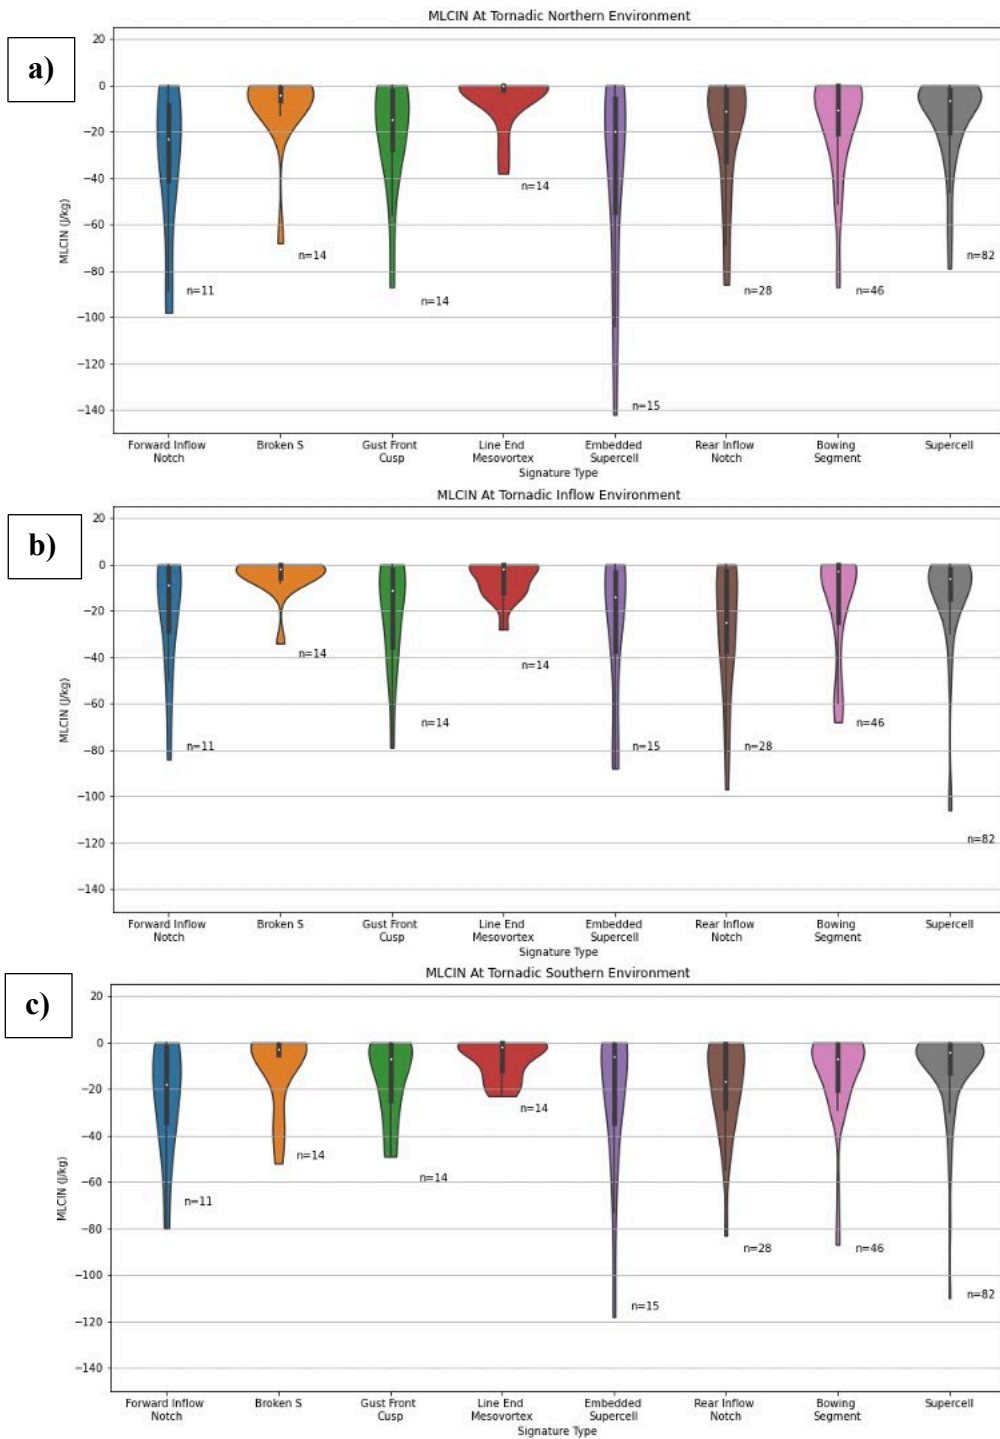 a)
MLCIN At Tornadic Northern Environment
MLCIN (J/kg)
20
0
−20
−40
−60
−80
−100
−120
−140
n=11
n=14
n=14
n=14
n=15
n=28
n=46
n=82
Forward Inflow
Notch
Broken S
Gust Front
Cusp
Line End
Mesovortex
Embedded
Supercell
Rear Inflow
Notch
Bowing
Segment
Supercell
Signature Type
b)
MLCIN At Tornadic Inflow Environment
MLCIN (J/kg)
20
0
−20
−40
−60
−80
−100
−120
−140
n=11
n=14
n=14
n=14
n=15
n=28
n=46
n=82
Forward Inflow
Notch
Broken S
Gust Front
Cusp
Line End
Mesovortex
Embedded
Supercell
Rear Inflow
Notch
Bowing
Segment
Supercell
Signature Type
c)
MLCIN At Tornadic Southern Environment
MLCIN (J/kg)
20
0
−20
−40
−60
−80
−100
−120
−140
n=11
n=14
n=14
n=14
n=15
n=28
n=46
n=82
Forward Inflow
Notch
Broken S
Gust Front
Cusp
Line End
Mesovortex
Embedded
Supercell
Rear Inflow
Notch
Bowing
Segment
Supercell
Signature Type